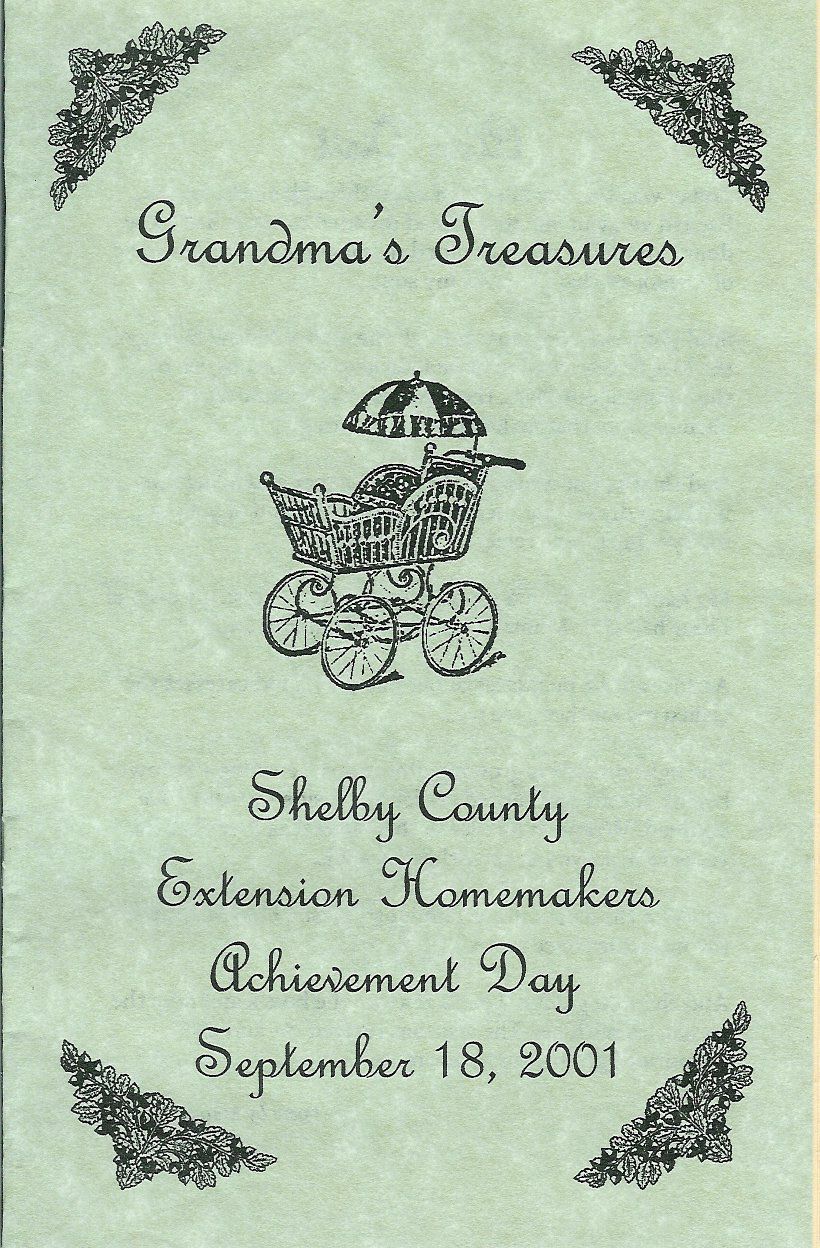 Grandma's Treasures
Shelby County
Extension Homemakers
Achievement Day
September 18, 2001